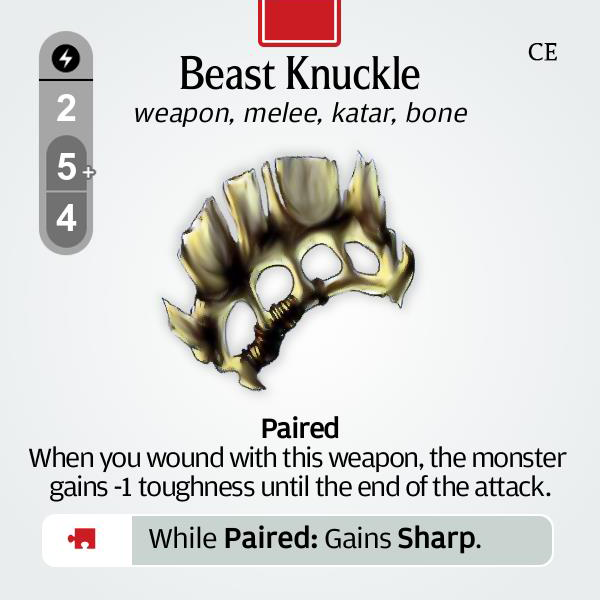 Beast Knuckle
CE
weapon, melee, katar, bone
2
5+
4
Paired
When you wound with this weapon, the monster
gains -1 toughness until the end of the attack.
While Paired: Gains Sharp.